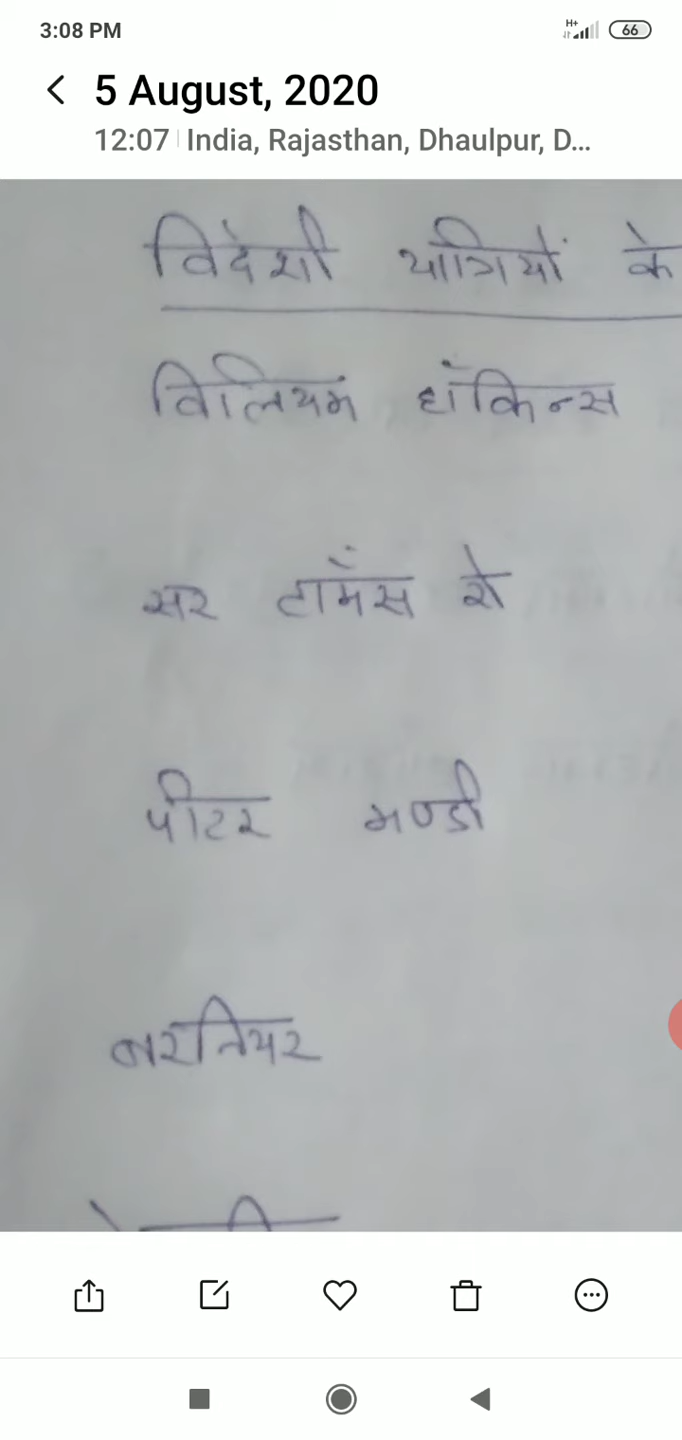 3:08 PM H+ 66
5 August, 2020
12:07 India, Rajasthan, Dhaulpur, D...
विदेशी यात्रियों के
विलियम हॉकिन्स
सर टॉमस रो
पीटर मण्डी
बरनियर